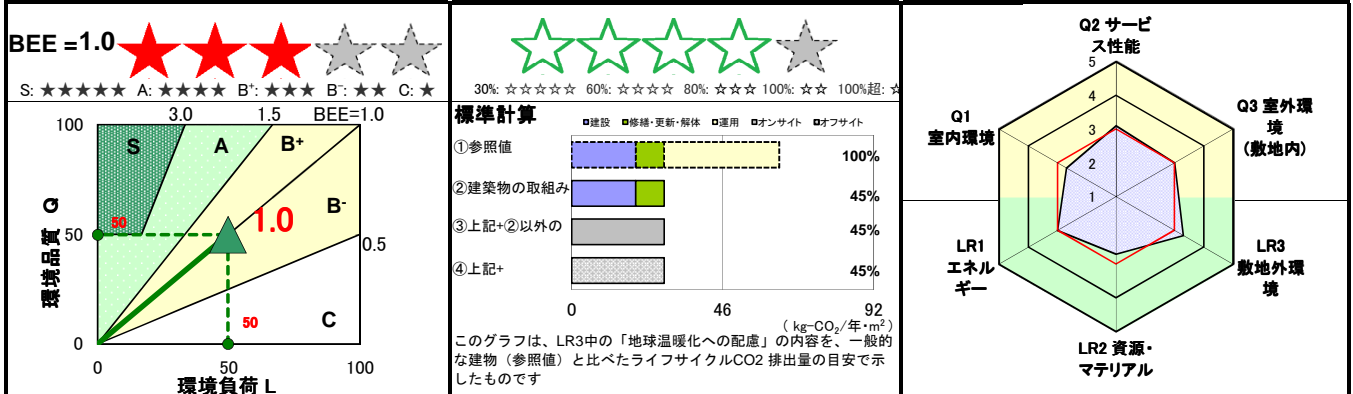 BEE =1.0
S: ★★★★★ A: ★★★★ B⁺: ★★★ B⁻: ★★ C: ★
3.0 1.5 BEE=1.0
100
S A B⁺
B⁻
50
50
1.0
0.5
50
C
0
0 50 100
環境品質 Q
環境負荷 L
30%: ☆☆☆☆☆ 60%: ☆☆☆☆ 80%: ☆☆☆ 100%: ☆☆ 100%超: ☆
標準計算
建設 修繕・更新・解体 運用 オンサイト オフサイト
①参照値 100%
②建築物の取組み 45%
③上記+②以外の 45%
④上記+ 45%
0 46 92
( kg-CO₂/年・m²)
このグラフは、LR3中の「地球温暖化への配慮」の内容を、一般的
な建物(参照値)と比べたライフサイクルCO2 排出量の目安で示
したものです
Q2 サービ
ス性能
5
4
3
2
1
Q1
室内環境
Q3 室外環
境
(敷地内)
LR1
エネル
ギー
LR3
敷地外環
境
LR2 資源・
マテリアル